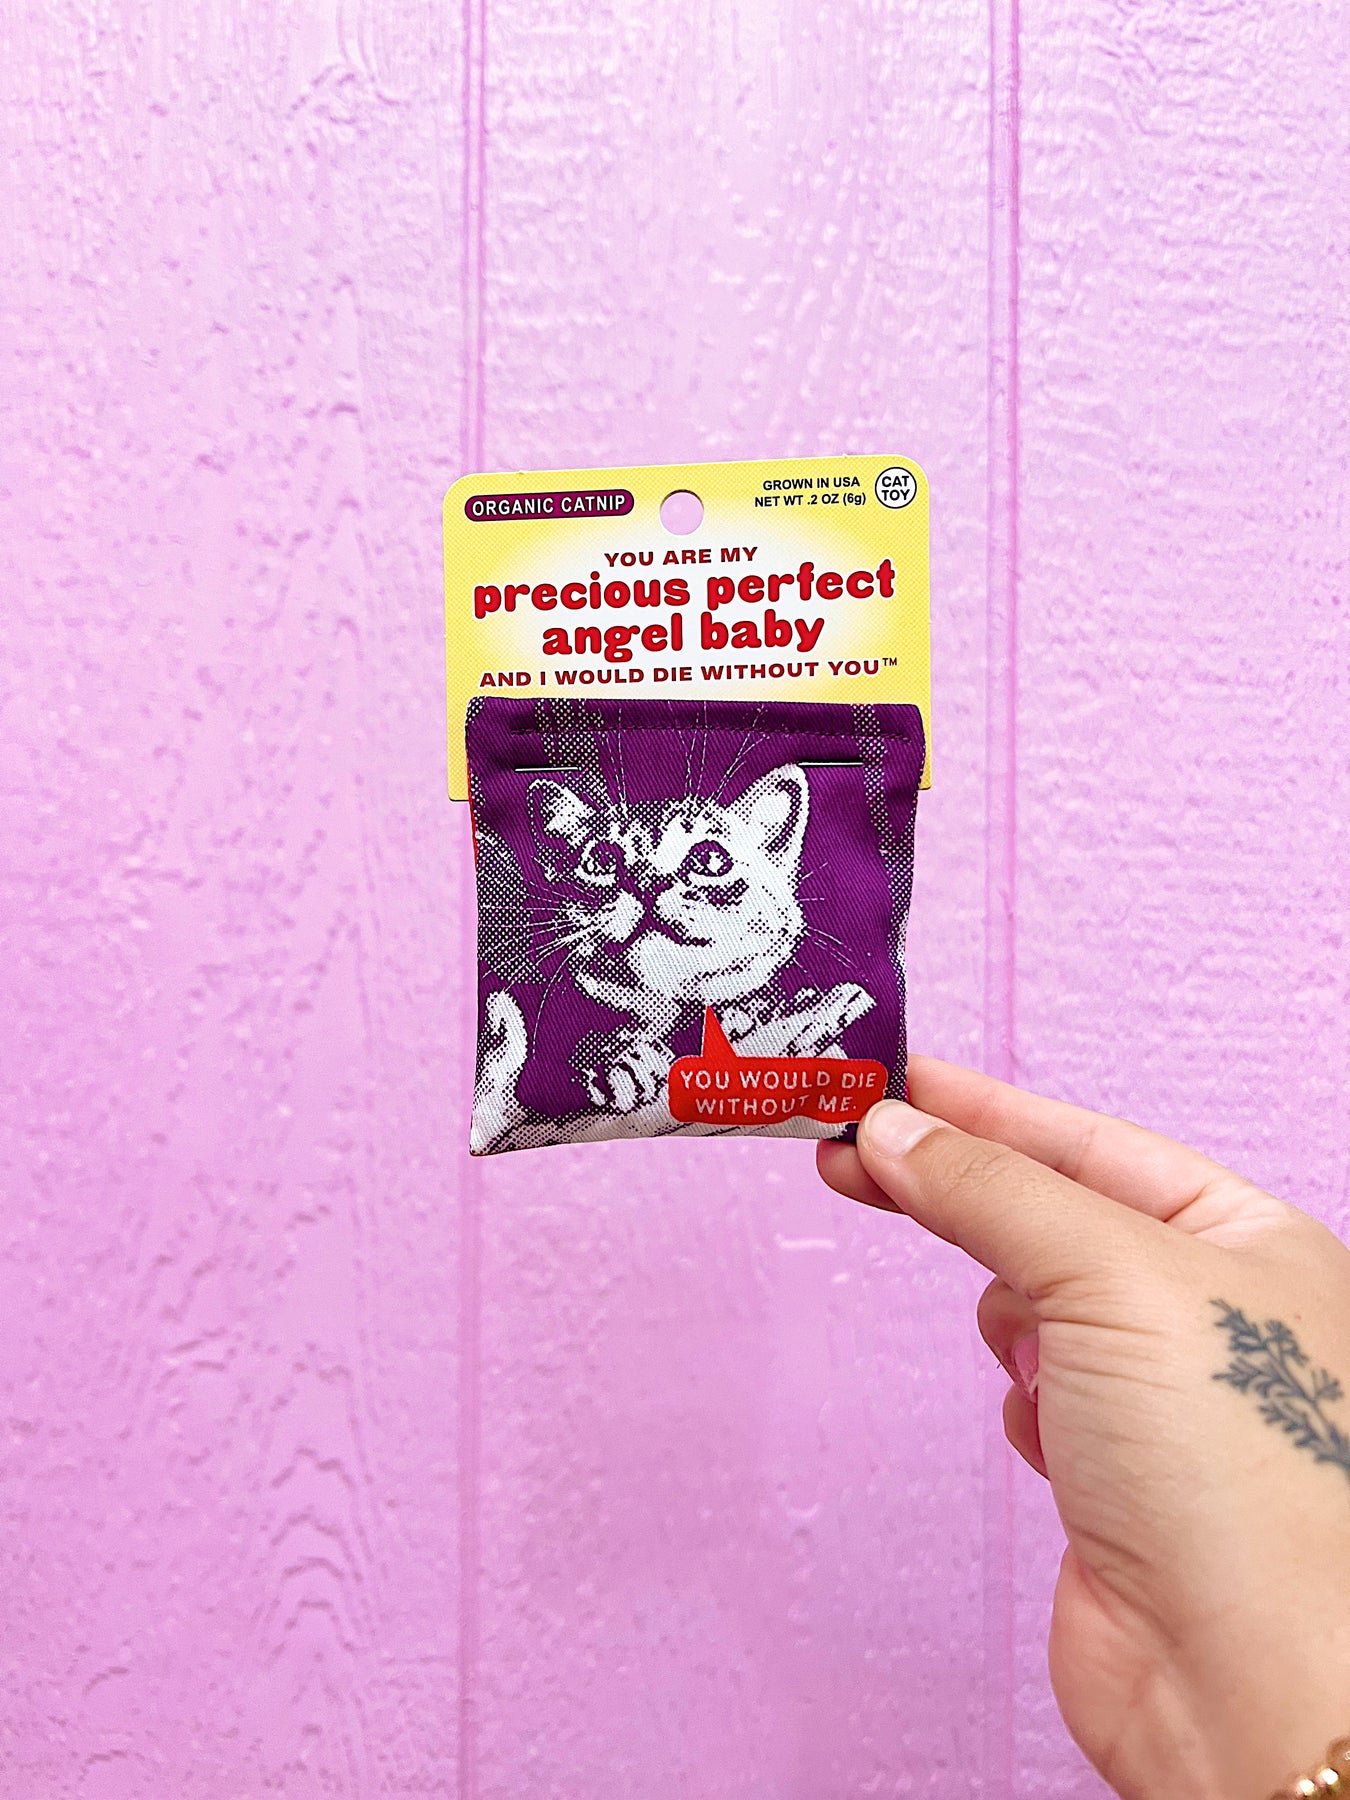 ORGANIC CATNIP
GROWN IN USA
NET WT .2 OZ (6g)
CAT
TOY
YOU ARE MY
precious perfect
angel baby
AND I WOULD DIE WITHOUT YOU™
YOU WOULD DIE
WITHOUT ME.